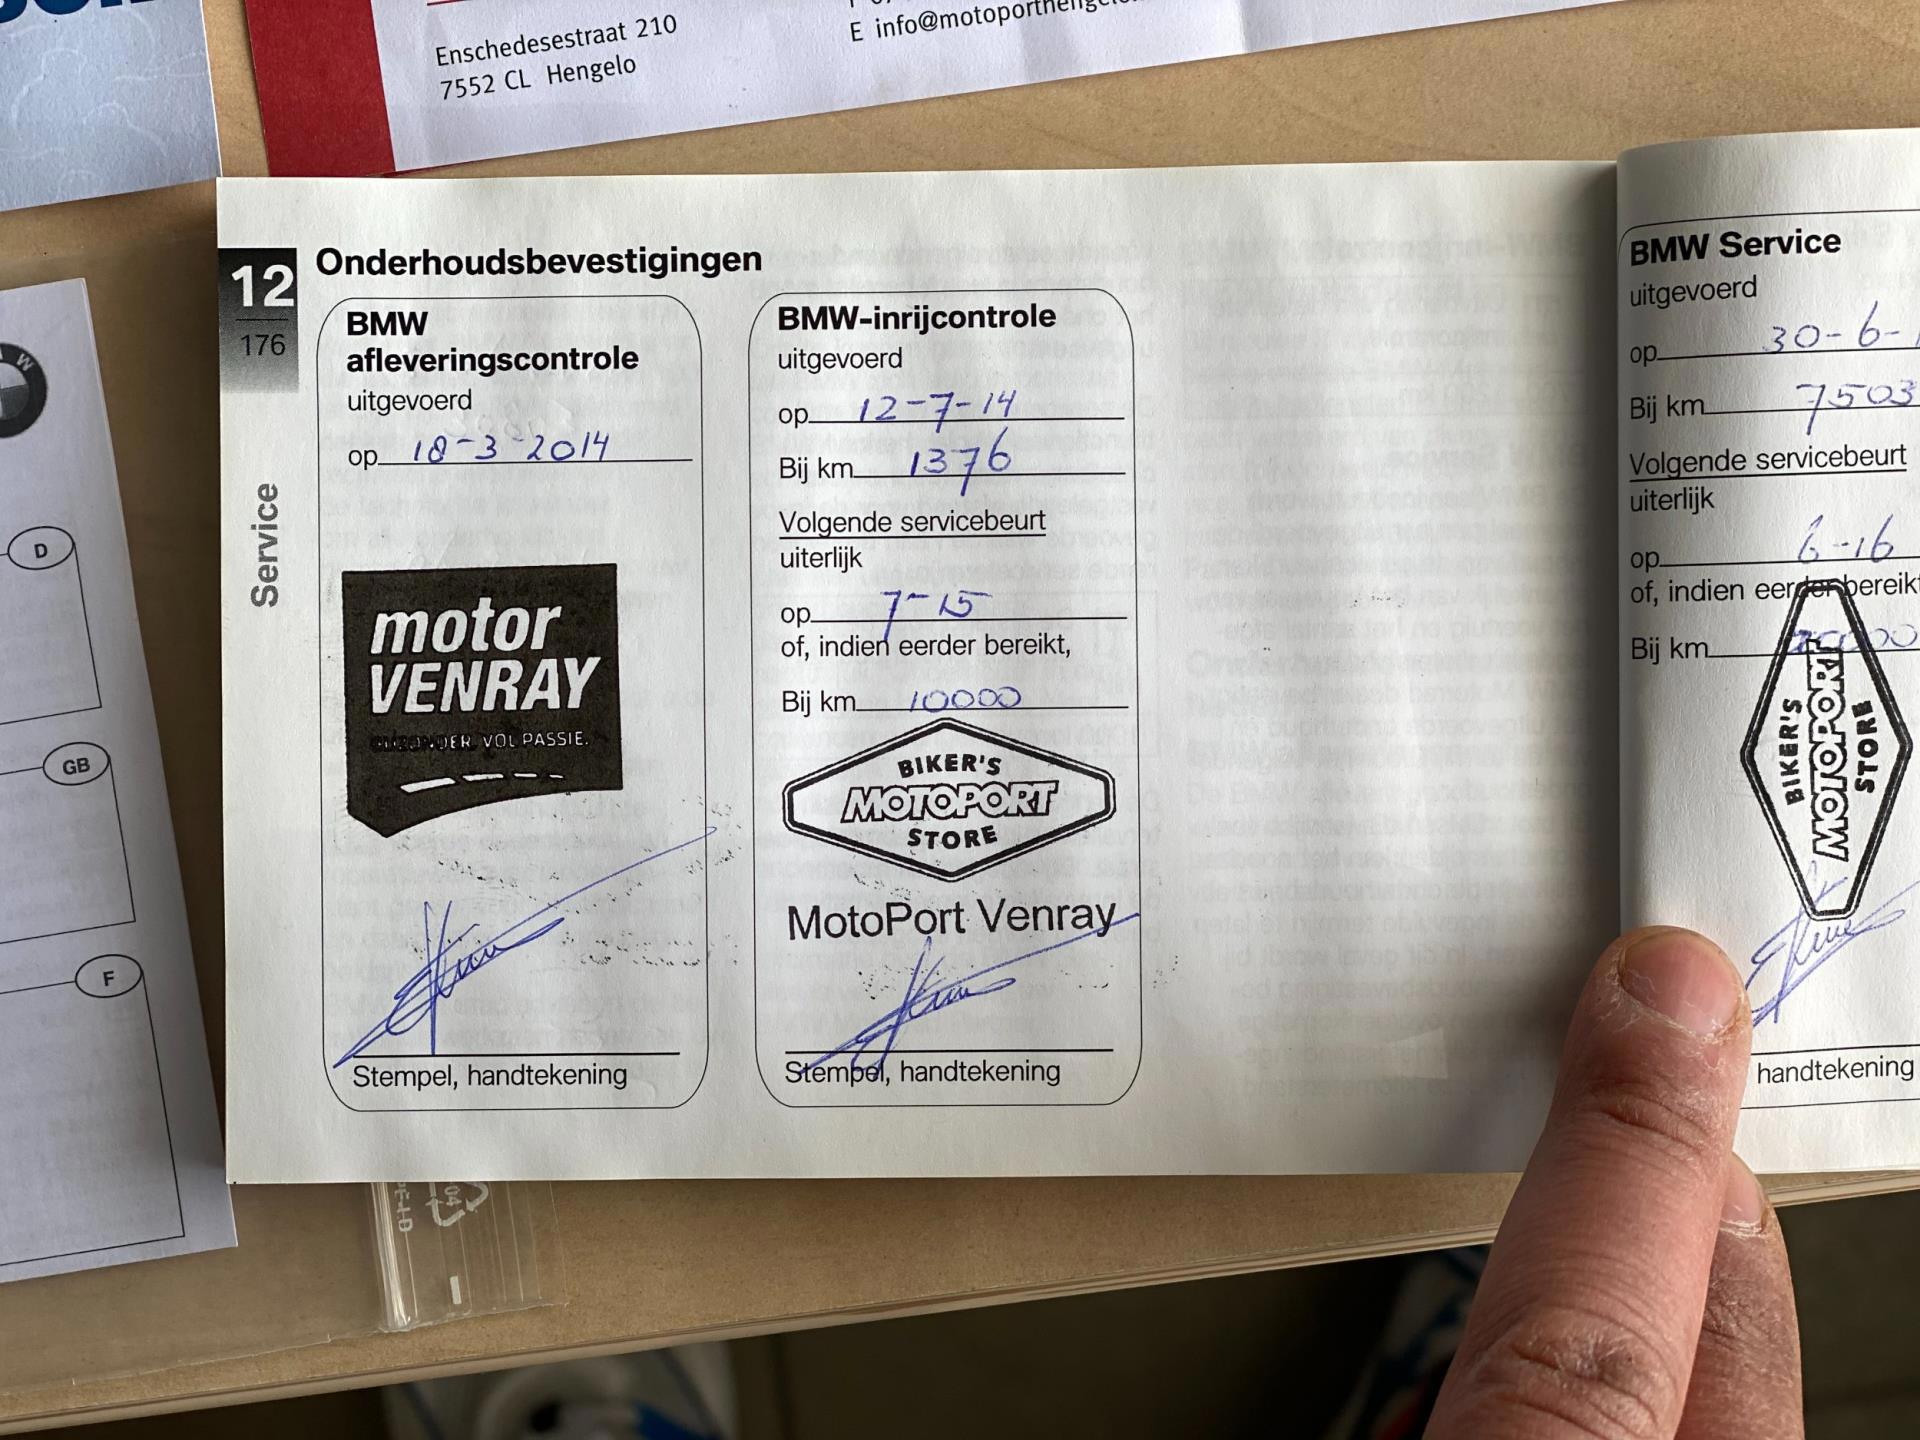 Enschedesestraat 210
7552 CL Hengelo
E info@motoporthengelo.
12
176
Service
Onderhoudsbevestigingen
BMW
afleveringscontrole
uitgevoerd
op 18-3-2014
motor
VENRAY
BIJZONDER VOL PASSIE.
Stempel, handtekening
BMW-inrijcontrole
uitgevoerd
op 12-7-14
Bij km 1376
Volgende servicebeurt
uiterlijk
op 7-15
of, indien eerder bereikt,
Bij km 10000
BIKER'S
MOTOPORT
STORE
MotoPort Venray
Stempel, handtekening
BMW Service
uitgevoerd
op 30-6-
Bij km 7503
Volgende servicebeurt
uiterlijk
op 6-16
of, indien eerder bereikt
Bij km
BIKER'S
MOTOPORT
STORE
handtekening
D
GB
F
04